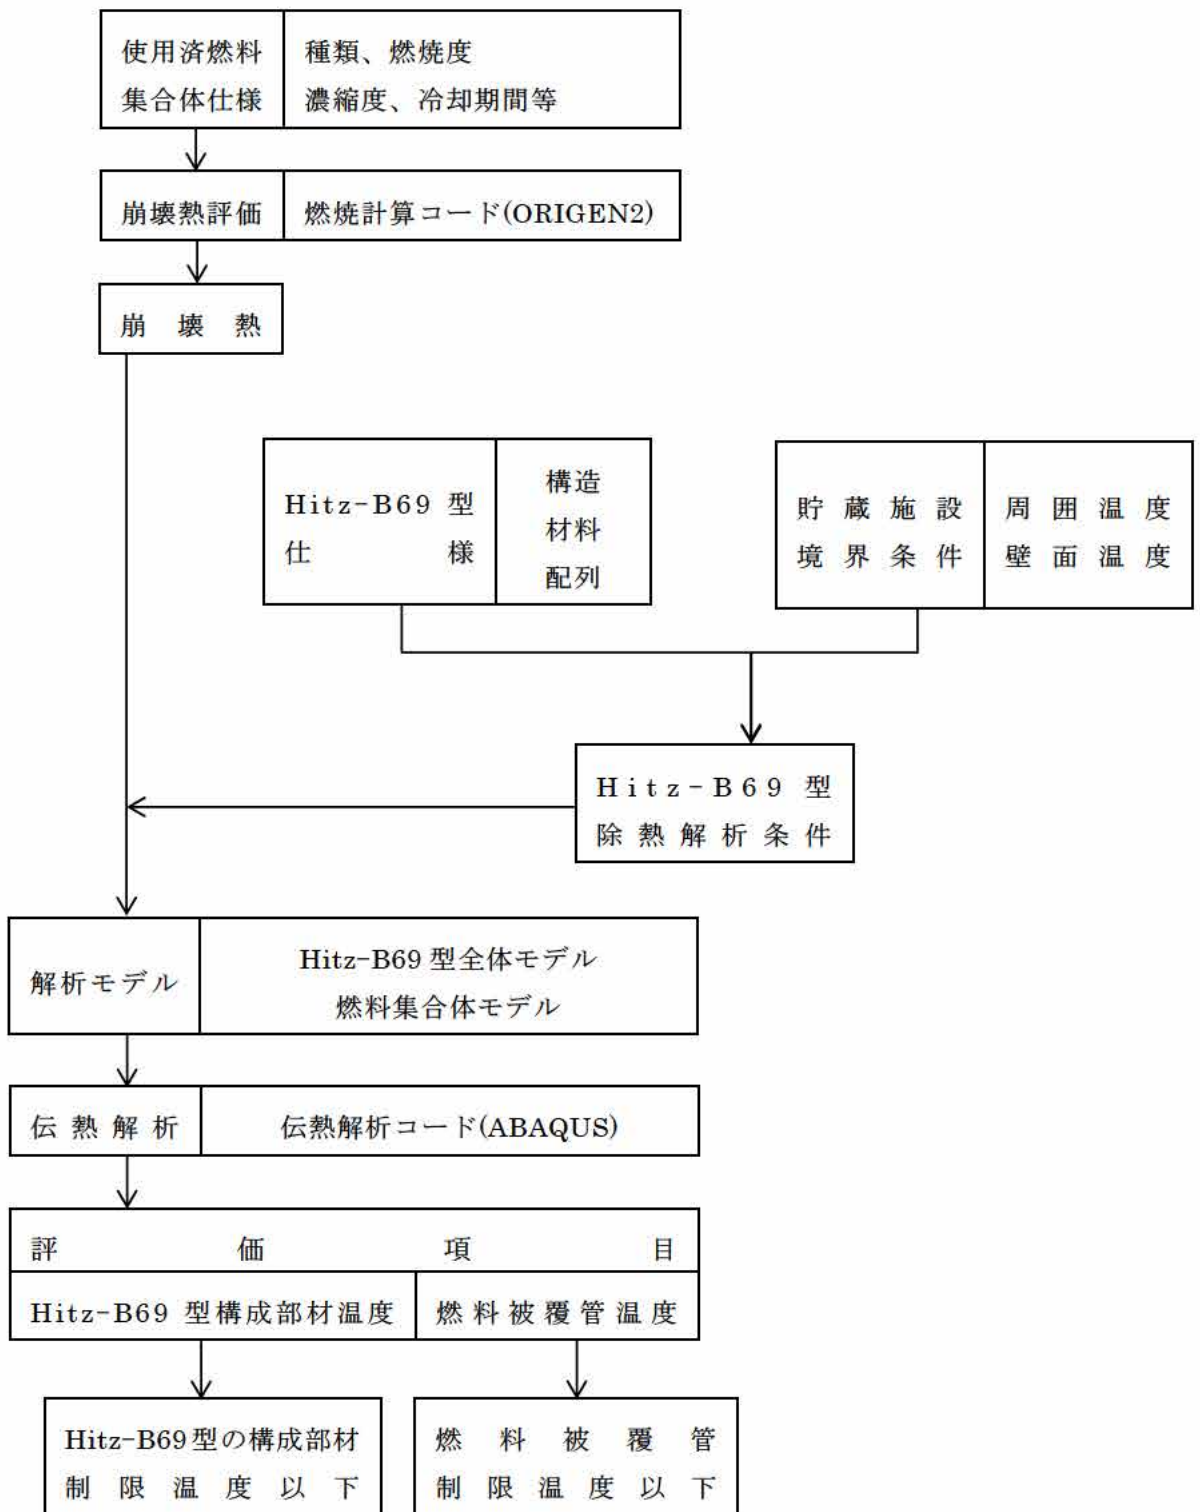 使用済燃料
集合体仕様
種類、燃焼度
濃縮度、冷却期間等
崩壊熱評価
燃焼計算コード(ORIGEN2)
崩壊熱
Hitz-B69 型
仕様
構造
材料
配列
貯蔵施設
境界条件
周囲温度
壁面温度
Hitz-B69 型
除熱解析条件
解析モデル
Hitz-B69 型全体モデル
燃料集合体モデル
伝熱解析
伝熱解析コード(ABAQUS)
評価項目
Hitz-B69 型構成部材温度
燃料被覆管温度
Hitz-B69型の構成部材
制限温度以下
燃料被覆管
制限温度以下